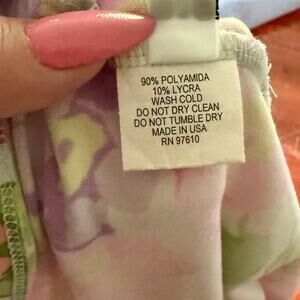 90% POLYAMIDA
10% LYCRA
WASH COLD
DO NOT DRY CLEAN
DO NOT TUMBLE DRY
MADE IN USA
RN 97610